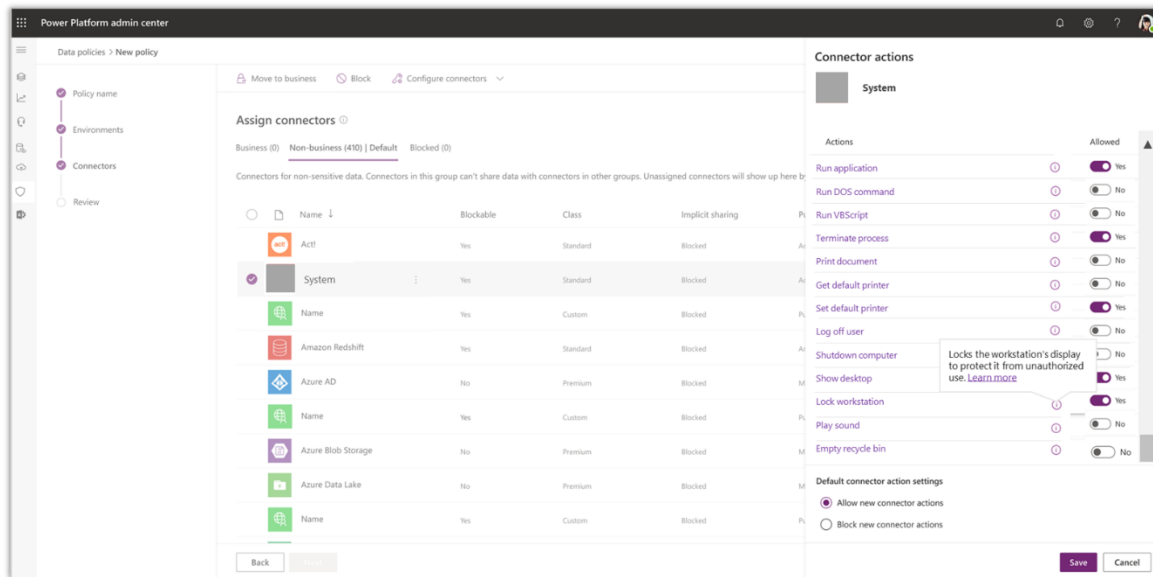 Power Platform admin center
Data policies > New policy
Policy name
Environments
Connectors
Review
Move to business Block Configure connectors
Assign connectors
Business (0) Non-business (410) | Default Blocked (0)
Connectors for non-sensitive data. Connectors in this group can't share data with connectors in other groups. Unassigned connectors will show up here by
Name ↓ Blockable Class Implicit sharing
act! Act! Yes Standard Blocked
System Yes Standard Blocked
Name Yes Custom Blocked
Amazon Redshift Yes Standard Blocked
Azure AD No Premium Blocked
Name Yes Custom Blocked
Azure Blob Storage No Premium Blocked
Azure Data Lake No Premium Blocked
Name Yes Custom Blocked
Back Next
Connector actions
System
Actions Allowed
Run application Yes
Run DOS command No
Run VBScript No
Terminate process Yes
Print document No
Get default printer No
Set default printer Yes
Log off user No
Shutdown computer No
Show desktop Yes
Lock workstation Yes
Play sound No
Empty recycle bin No
Locks the workstation's display
to protect it from unauthorized
use. Learn more
Default connector action settings
Allow new connector actions
Block new connector actions
Save Cancel